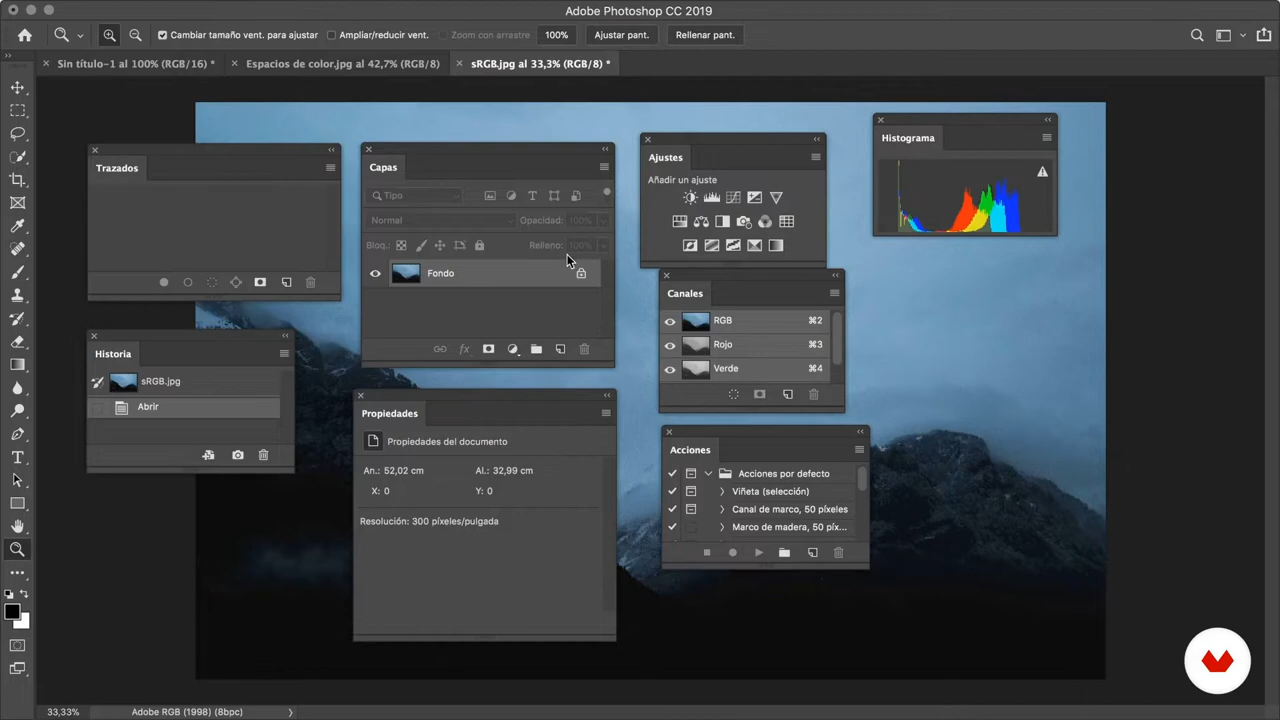 Adobe Photoshop CC 2019
Cambiar tamaño vent. para ajustar
Ampliar/reducir vent.
Zoom con arrastre
100%
Ajustar pant.
Rellenar pant.
Sin título-1 al 100% (RGB/16) *
Espacios de color.jpg al 42,7% (RGB/8)
sRGB.jpg al 33,3% (RGB/8) *
Trazados
Historia
sRGB.jpg
Abrir
Capas
Tipo
Normal
Opacidad: 100%
Bloq.:
Relleno: 100%
Fondo
fx
Propiedades
Propiedades del documento
An.: 52,02 cm
Al.: 32,99 cm
X: 0
Y: 0
Resolución: 300 píxeles/pulgada
Ajustes
Añadir un ajuste
Canales
RGB ⌘2
Rojo ⌘3
Verde ⌘4
Acciones
Acciones por defecto
Viñeta (selección)
Canal de marco, 50 píxeles
Marco de madera, 50 píx...
Histograma
33,33%
Adobe RGB (1998) (8bpc)